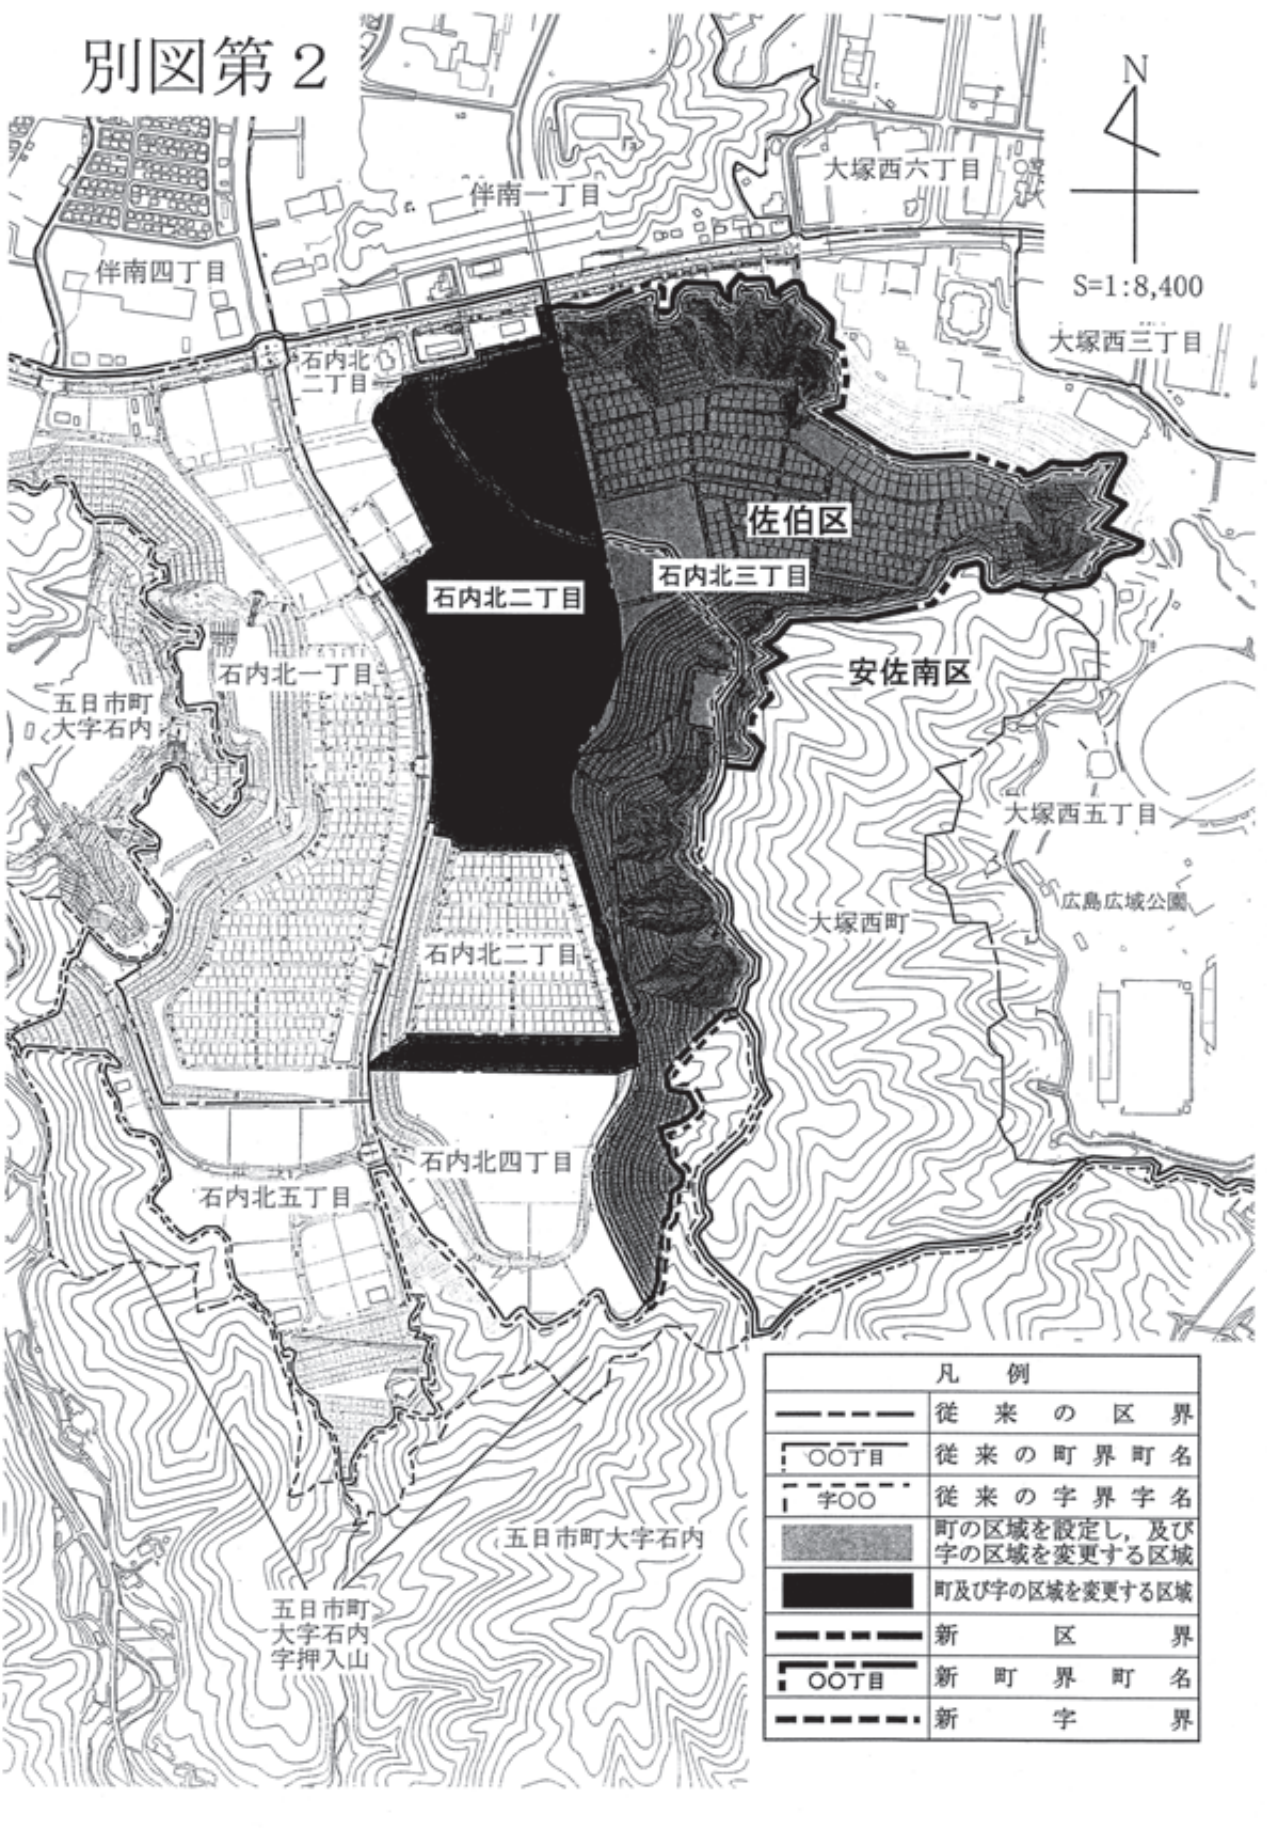 別図第2
N
S=1:8,400
伴南一丁目
大塚西六丁目
伴南四丁目
大塚西三丁目
石内北
二丁目
佐伯区
石内北三丁目
石内北二丁目
石内北一丁目
安佐南区
五日市町
大字石内
大塚西五丁目
広島広域公園
大塚西町
石内北二丁目
石内北四丁目
石内北五丁目
五日市町大字石内
五日市町
大字石内
字押入山
凡例
従来の区界
○○丁目 従来の町界町名
字○○ 従来の字界字名
町の区域を設定し，及び
字の区域を変更する区域
町及び字の区域を変更する区域
新区界
○○丁目 新町界町名
新字界